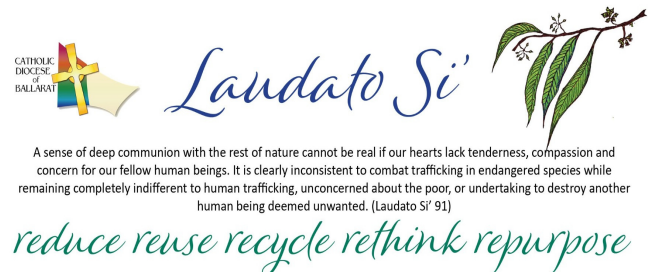 CATHOLIC
DIOCESE
of
BALLARAT
Laudato Si’
A sense of deep communion with the rest of nature cannot be real if our hearts lack tenderness, compassion and
concern for our fellow human beings. It is clearly inconsistent to combat trafficking in endangered species while
remaining completely indifferent to human trafficking, unconcerned about the poor, or undertaking to destroy another
human being deemed unwanted. (Laudato Si’ 91)
reduce reuse recycle rethink repurpose